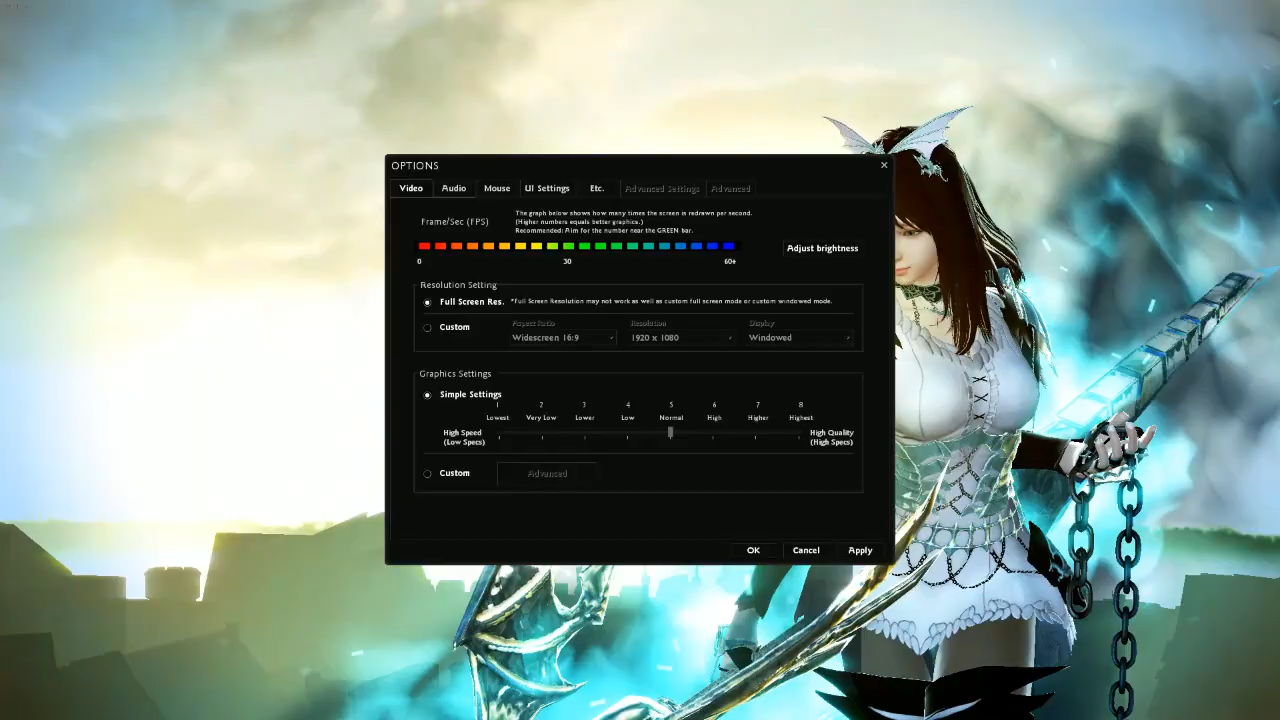 OPTIONS
Video Audio Mouse UI Settings Etc. Advanced Settings Advanced
Frame/Sec (FPS)
The graph below shows how many times the screen is redrawn per second.
(Higher numbers equals better graphics.)
Recommended: Aim for the number near the GREEN bar.
0 30 60+
Adjust brightness
Resolution Setting
Full Screen Res. *Full Screen Resolution may not work as well as custom full screen mode or custom windowed mode.
Custom
Aspect Ratio Resolution Display
Widescreen 16:9 1920 x 1080 Windowed
Graphics Settings
Simple Settings
1 2 3 4 5 6 7 8
Lowest Very Low Lower Low Normal High Higher Highest
High Speed
(Low Specs)
High Quality
(High Specs)
Custom Advanced
OK Cancel Apply